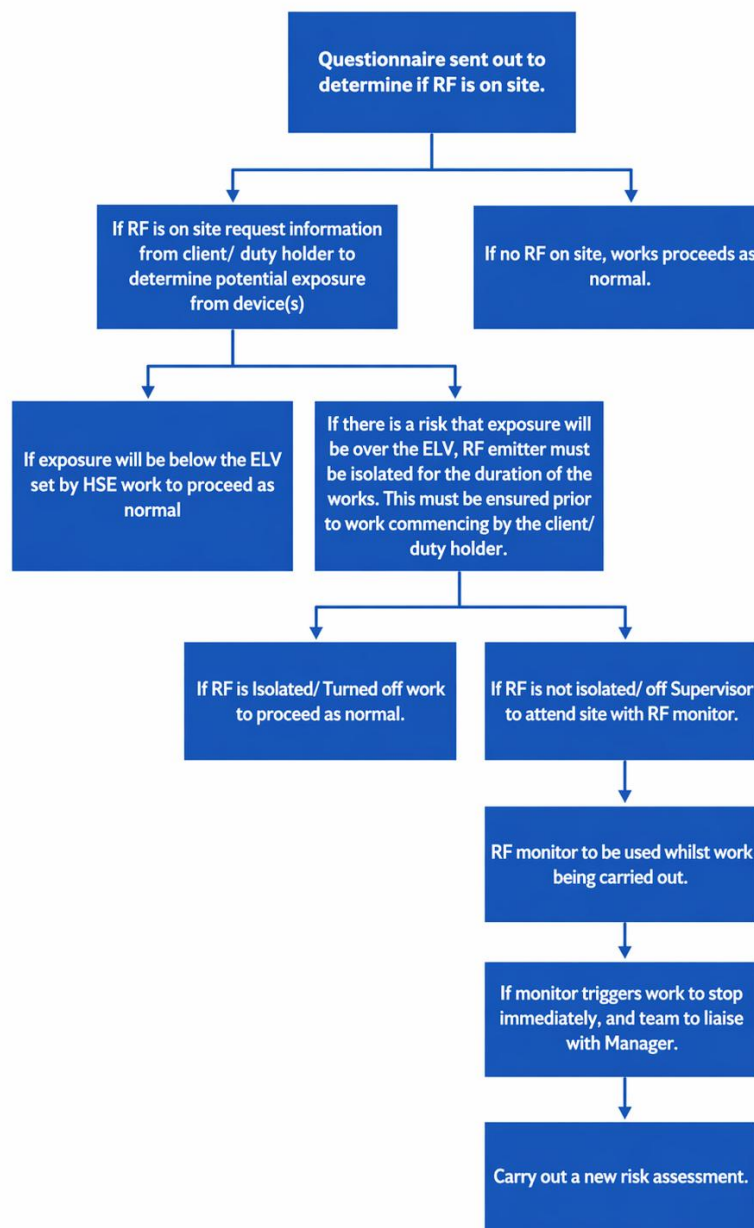 Questionnaire sent out to
determine if RF is on site.
If RF is on site request information
from client/ duty holder to
determine potential exposure
from device(s)
If no RF on site, works proceeds as
normal.
If exposure will be below the ELV
set by HSE work to proceed as
normal
If there is a risk that exposure will
be over the ELV, RF emitter must
be isolated for the duration of the
works. This must be ensured prior
to work commencing by the client/
duty holder.
If RF is Isolated/ Turned off work
to proceed as normal.
If RF is not isolated/ off Supervisor
to attend site with RF monitor.
RF monitor to be used whilst work
being carried out.
If monitor triggers work to stop
immediately, and team to liaise
with Manager.
Carry out a new risk assessment.